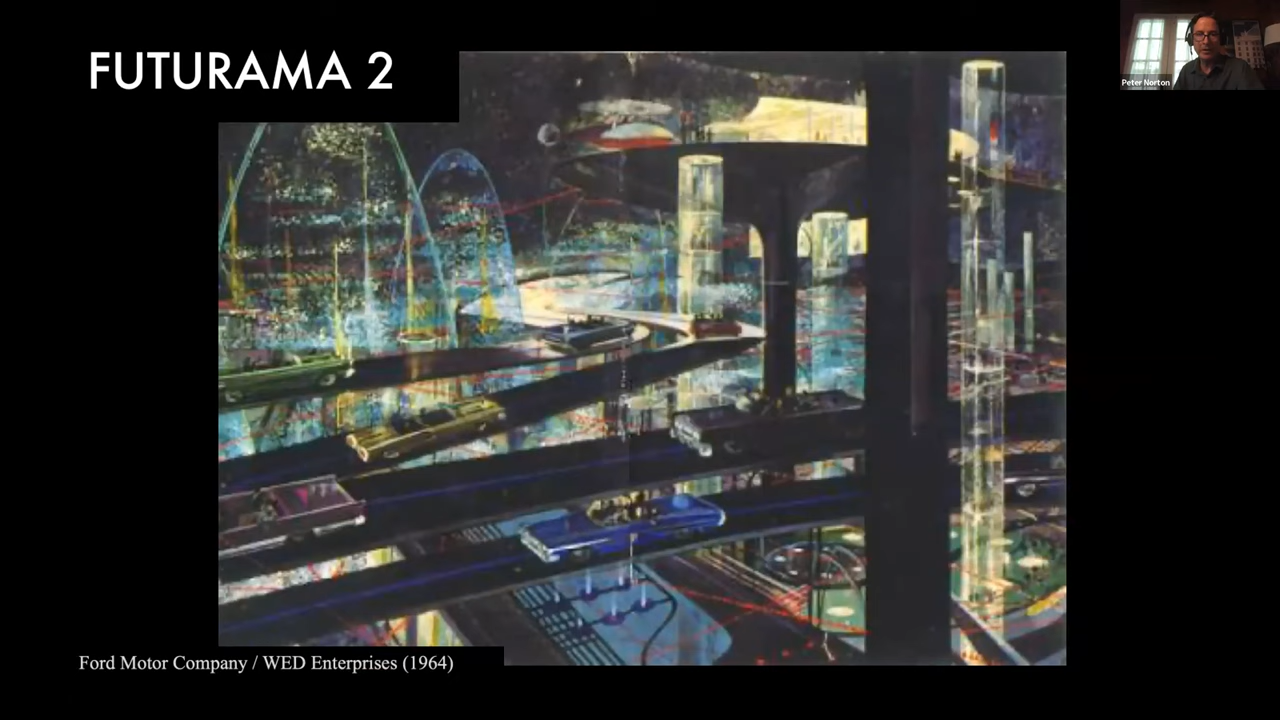 FUTURAMA 2
Peter Norton
Ford Motor Company / WED Enterprises (1964)